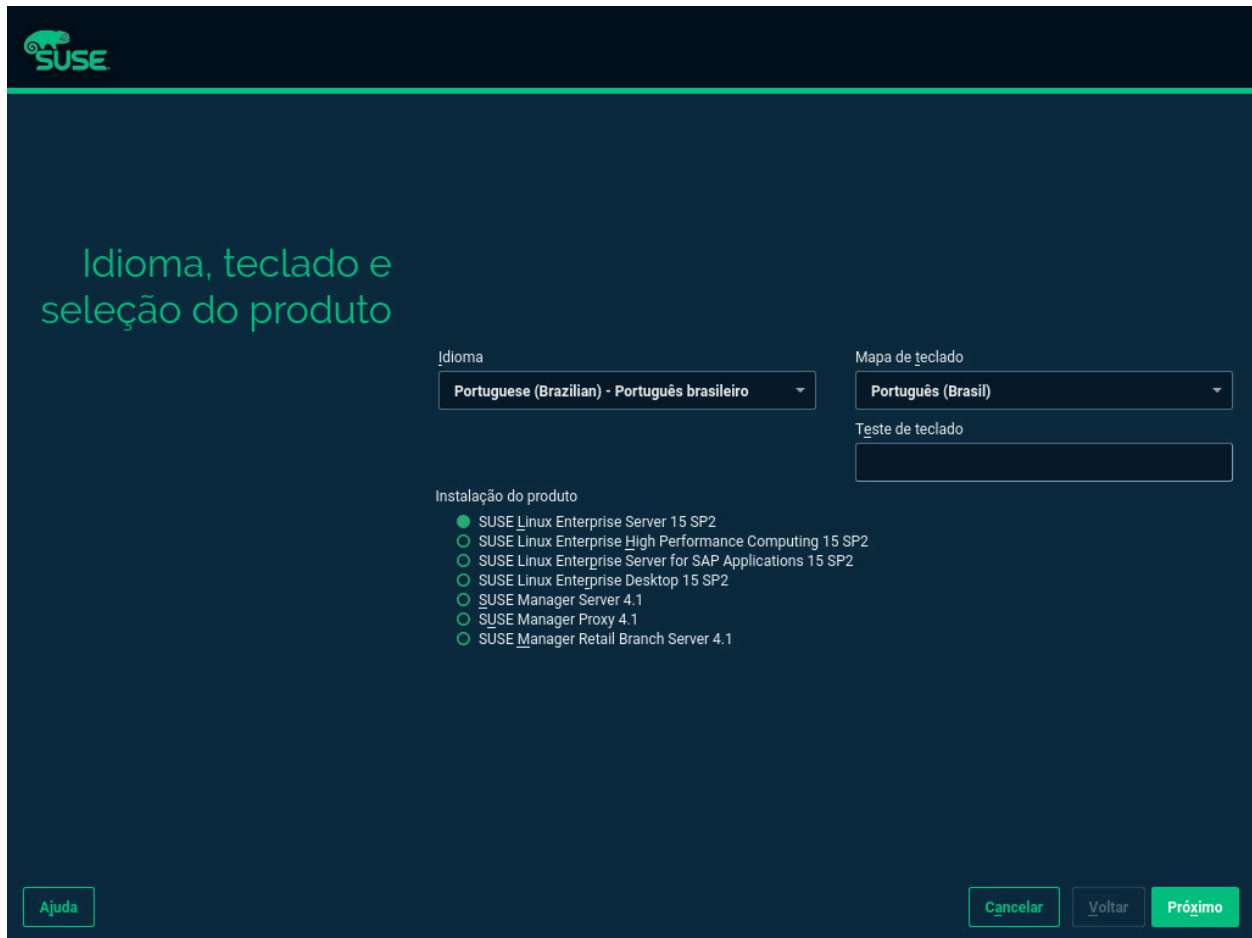 SUSE
Idioma, teclado e
seleção do produto
Idioma
Mapa de teclado
Portuguese (Brazilian) - Português brasileiro
Português (Brasil)
Teste de teclado
Instalação do produto
SUSE Linux Enterprise Server 15 SP2
SUSE Linux Enterprise High Performance Computing 15 SP2
SUSE Linux Enterprise Server for SAP Applications 15 SP2
SUSE Linux Enterprise Desktop 15 SP2
SUSE Manager Server 4.1
SUSE Manager Proxy 4.1
SUSE Manager Retail Branch Server 4.1
Ajuda
Cancelar
Voltar
Próximo